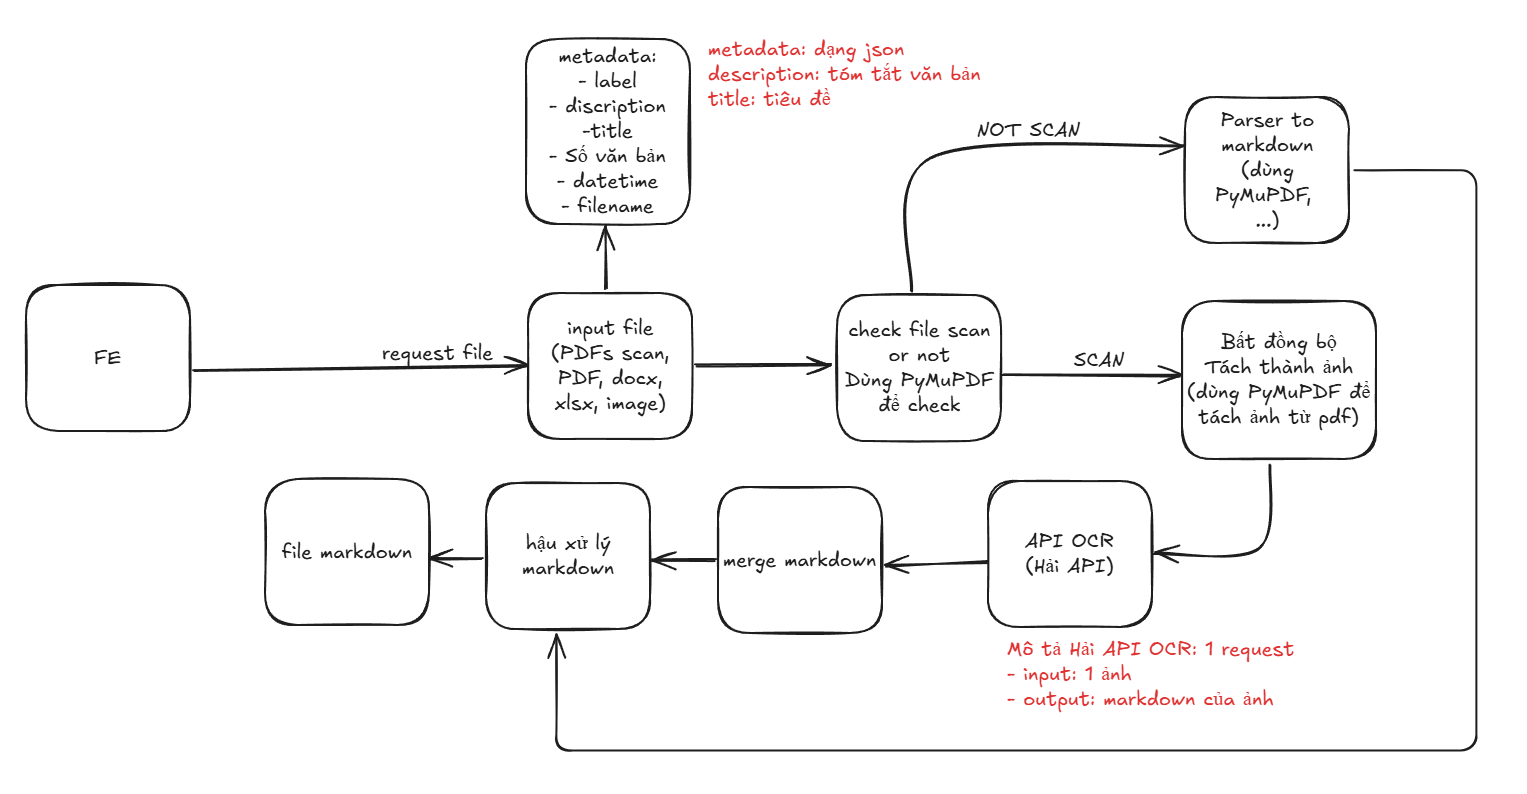 metadata:
- label
- discription
-title
- Số văn bản
- datetime
- filename
metadata: dạng json
description: tóm tắt văn bản
title: tiêu đề
NOT SCAN
Parser to
markdown
(dùng
PyMuPDF,
...)
FE
request file
input file
(PDFs scan,
PDF, docx,
xlsx, image)
check file scan
or not
Dùng PyMuPDF
để check
SCAN
Bất đồng bộ
Tách thành ảnh
(dùng PyMuPDF để
tách ảnh từ pdf)
file markdown
hậu xử lý
markdown
merge markdown
API OCR
(Hải API)
Mô tả Hải API OCR: 1 request
- input: 1 ảnh
- output: markdown của ảnh